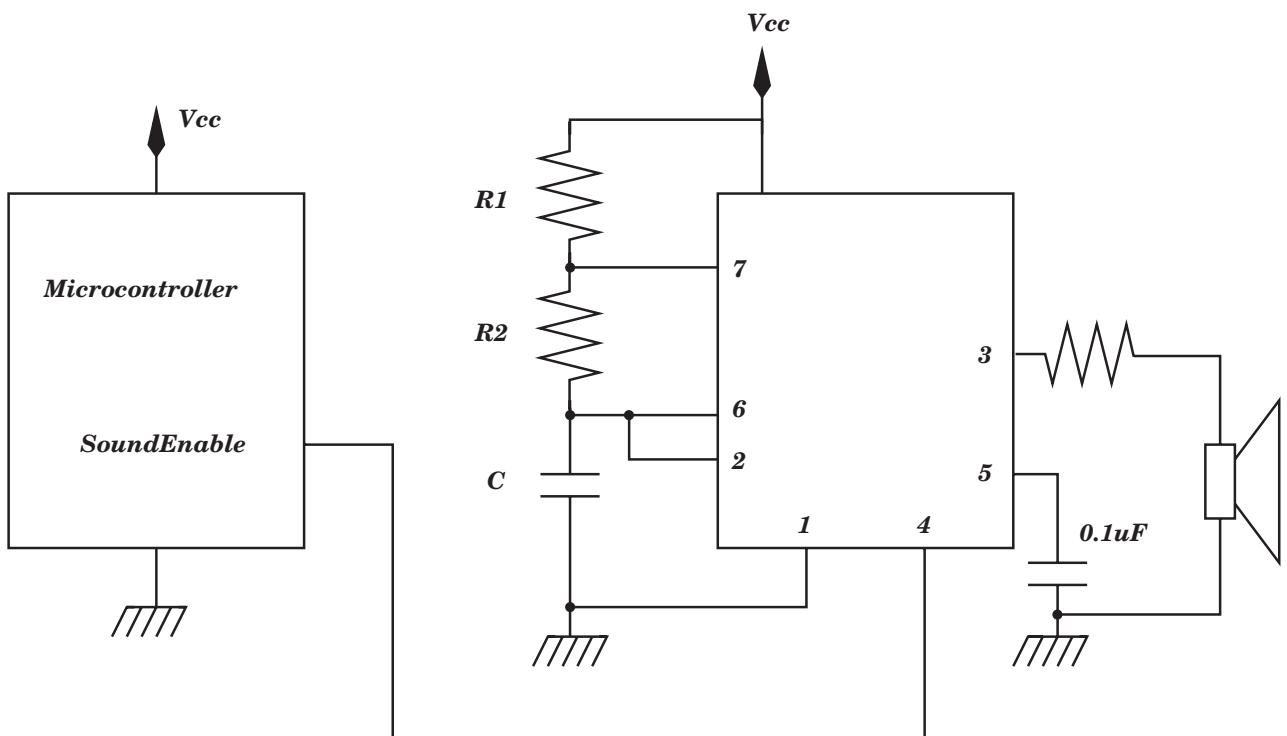 Vcc
Vcc
R1
7
Microcontroller
R2
3
6
SoundEnable
2
C
5
1
4
0.1uF